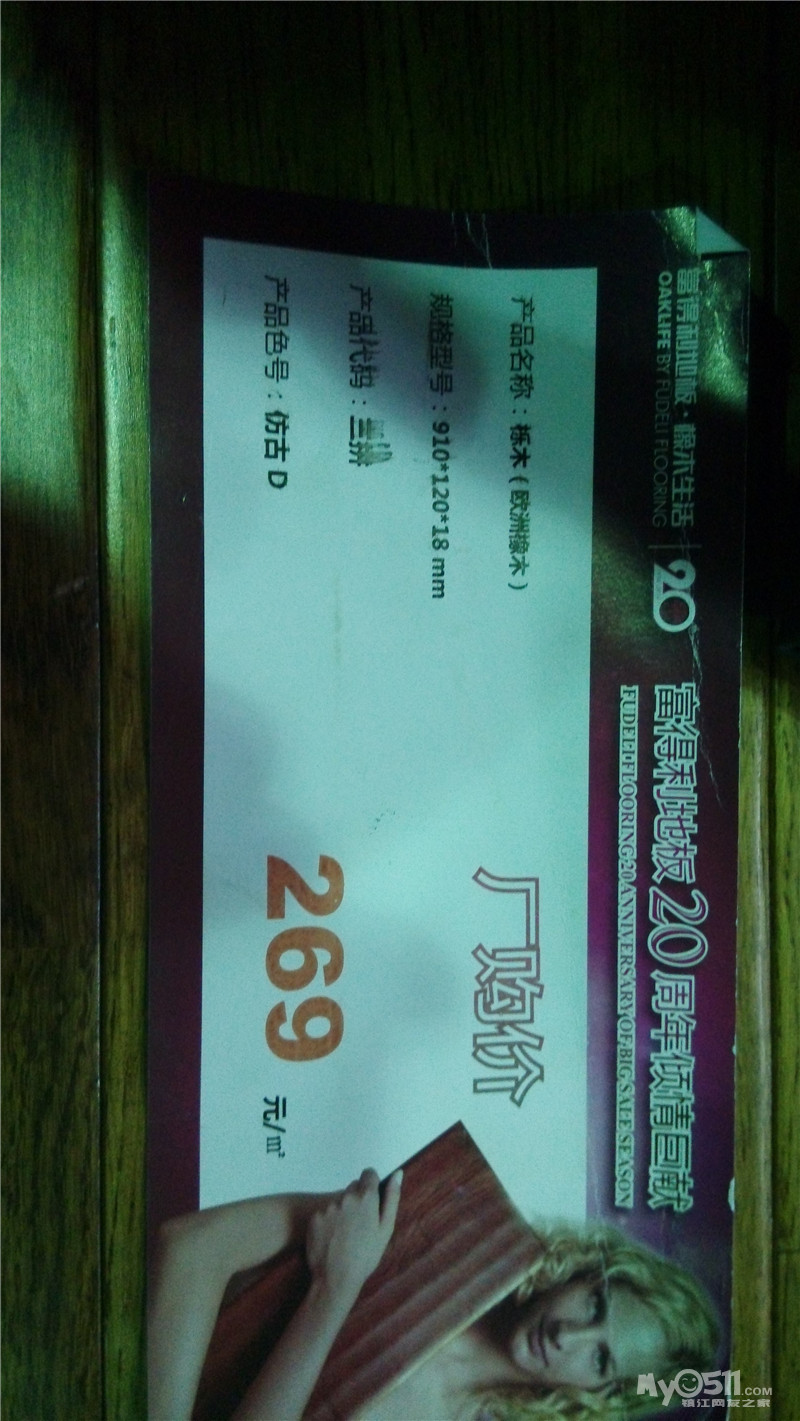 富得利地板·橡木生活
OAKLIFE BY FUDELI FLOORING
20
富得利地板20周年倾情巨献
FUDELI FLOORING 20 ANNIVERSARY OF BIG SALE SEASON
产品名称：栎木（欧洲橡木）
规格型号：910*120*18 mm
产品代码：
产品色号：仿古 D
厂购价
269 元/㎡
My0511.COM
镇江网友之家